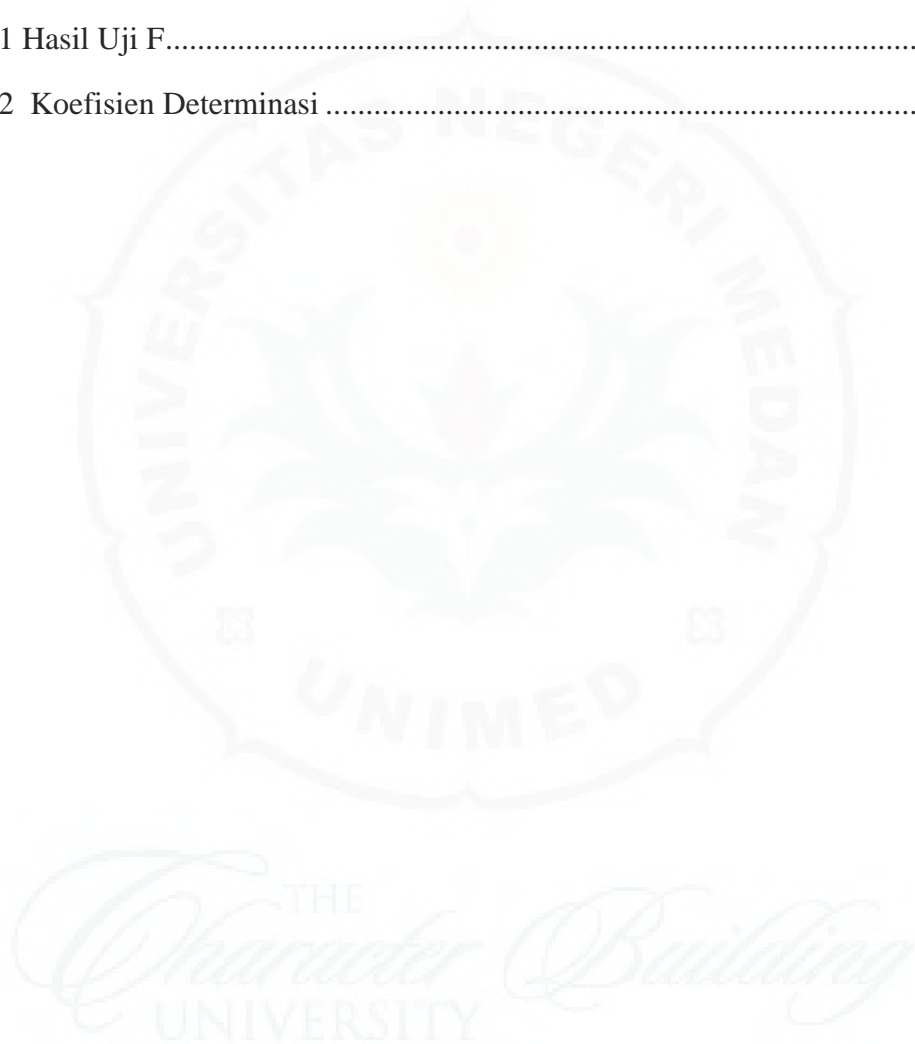 1 Hasil Uji F...............................................................................................
2  Koefisien Determinasi .........................................................................
UNIVERSITAS NEGERI MEDAN
UNIMED
THE
Character Building
UNIVERSITY